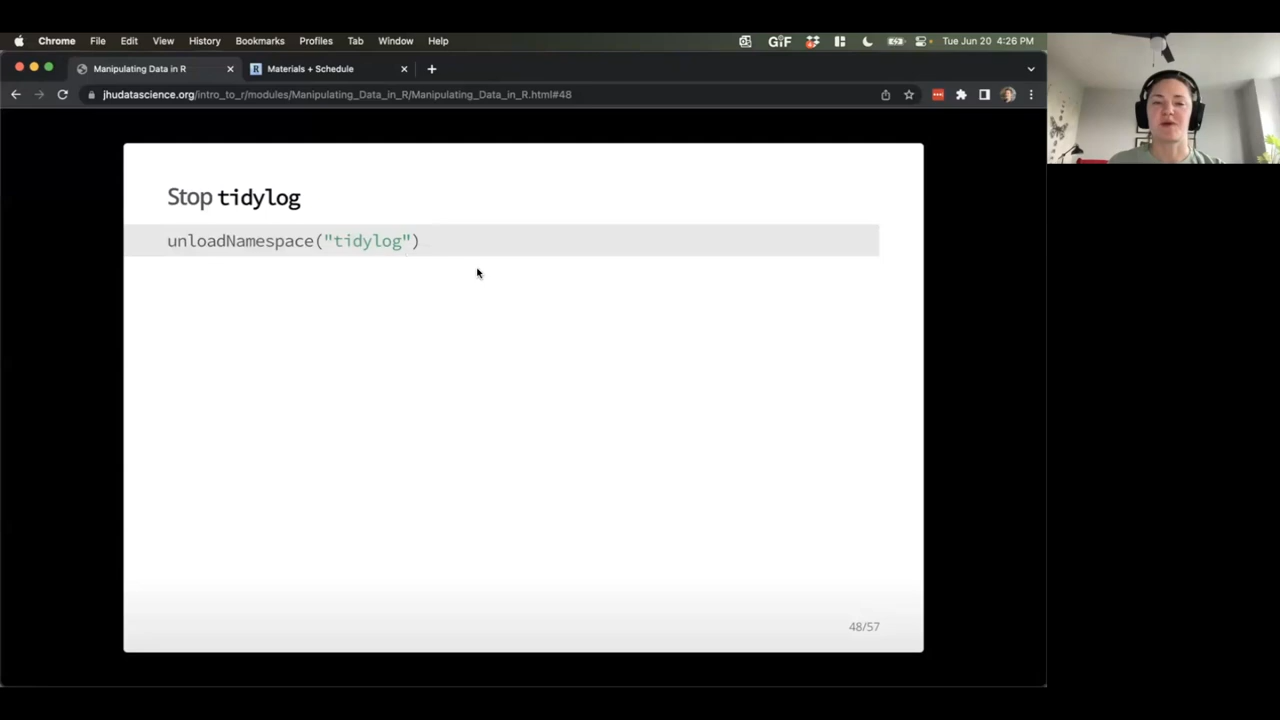 Chrome File Edit View History Bookmarks Profiles Tab Window Help GIF Tue Jun 20 4:26 PM
Manipulating Data in R Materials + Schedule
jhudatascience.org/intro_to_r/modules/Manipulating_Data_in_R/Manipulating_Data_in_R.html#48
Stop tidylog
unloadNamespace("tidylog")
48/57